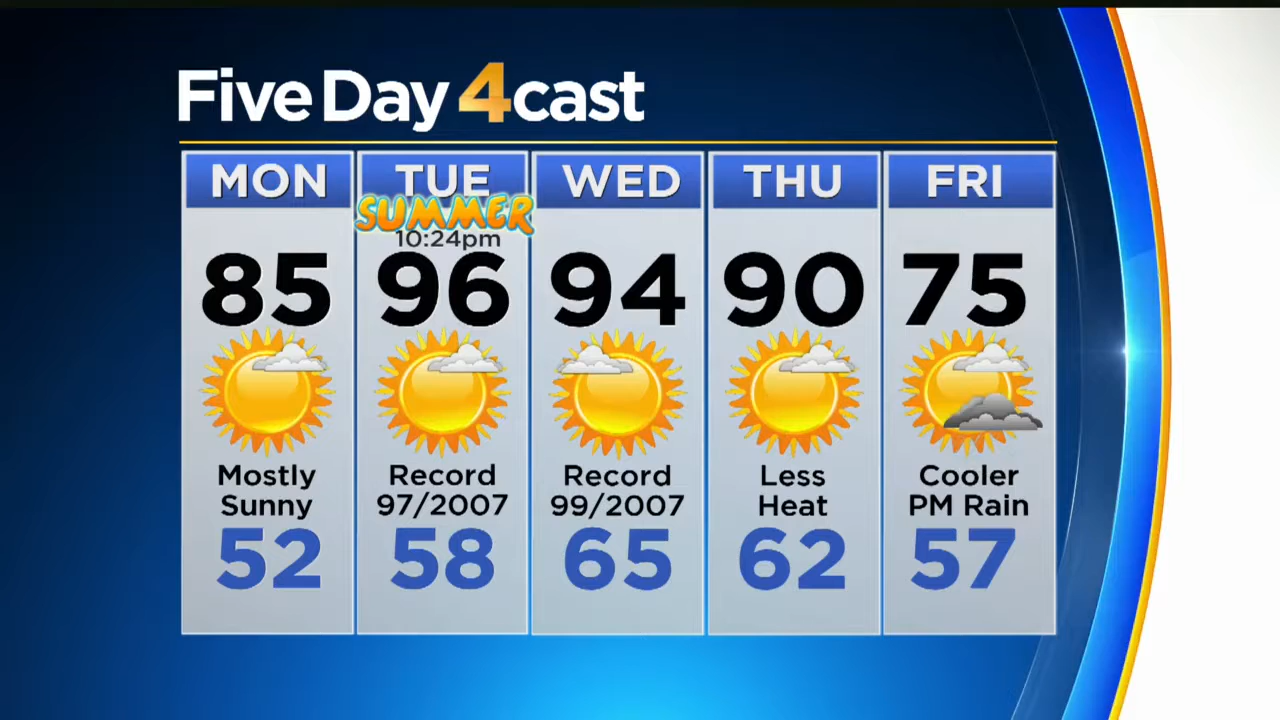 Five Day 4cast
MON TUE WED THU FRI
SUMMER
10:24pm
85 96 94 90 75
Mostly Record Record Less Cooler
Sunny 97/2007 99/2007 Heat PM Rain
52 58 65 62 57